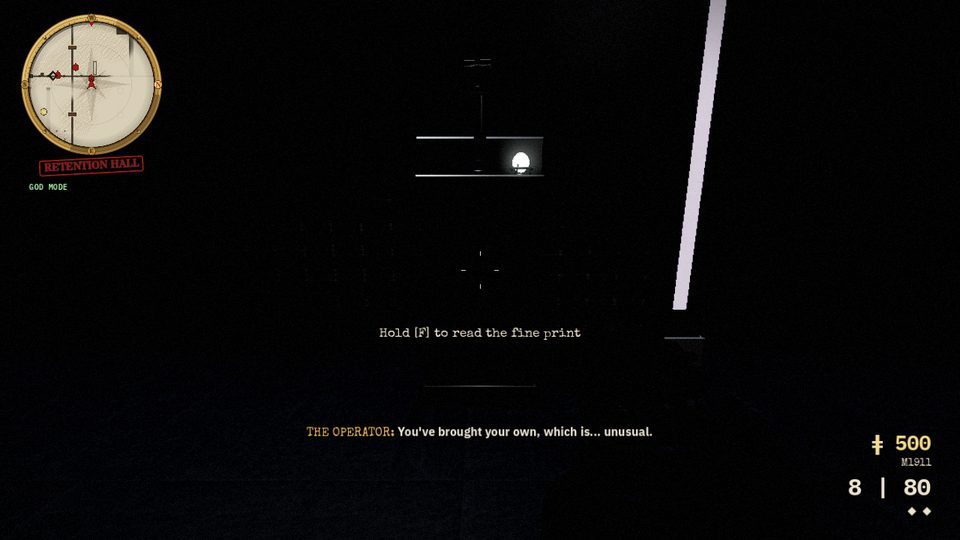 RETENTION HALL
GOD MODE
Hold [F] to read the fine print
THE OPERATOR: You've brought your own, which is... unusual.
500
M1911
8 | 80